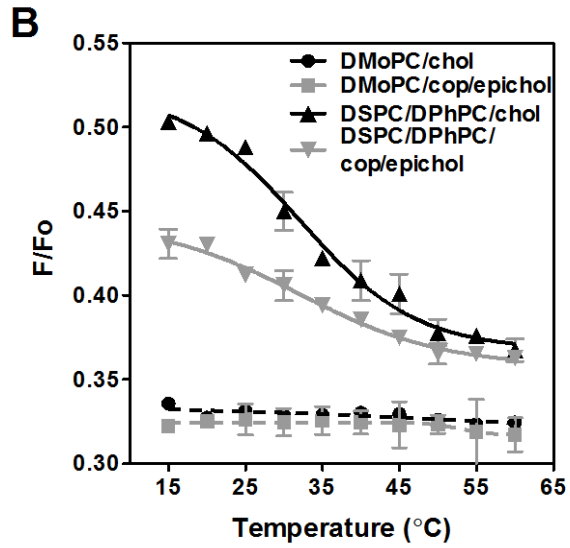 B
0.55
0.50
0.45
0.40
0.35
0.30
F/Fo
DMoPC/chol
DMoPC/cop/epichol
DSPC/DPhPC/chol
DSPC/DPhPC/
cop/epichol
15 25 35 45 55 65
Temperature (°C)